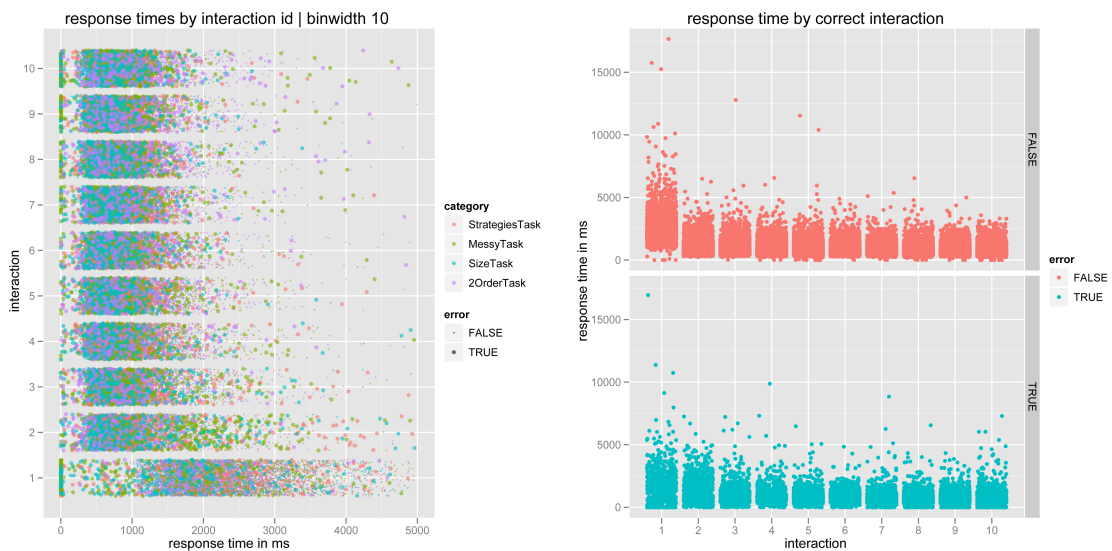 response times by interaction id | binwidth 10
interaction
10
9
8
7
6
5
4
3
2
1
0 1000 2000 3000 4000 5000
response time in ms
category
StrategiesTask
MessyTask
SizeTask
2OrderTask
error
FALSE
TRUE
response time by correct interaction
response time in ms
15000
10000
5000
0
FALSE
15000
10000
5000
0
TRUE
1 2 3 4 5 6 7 8 9 10
interaction
error
FALSE
TRUE